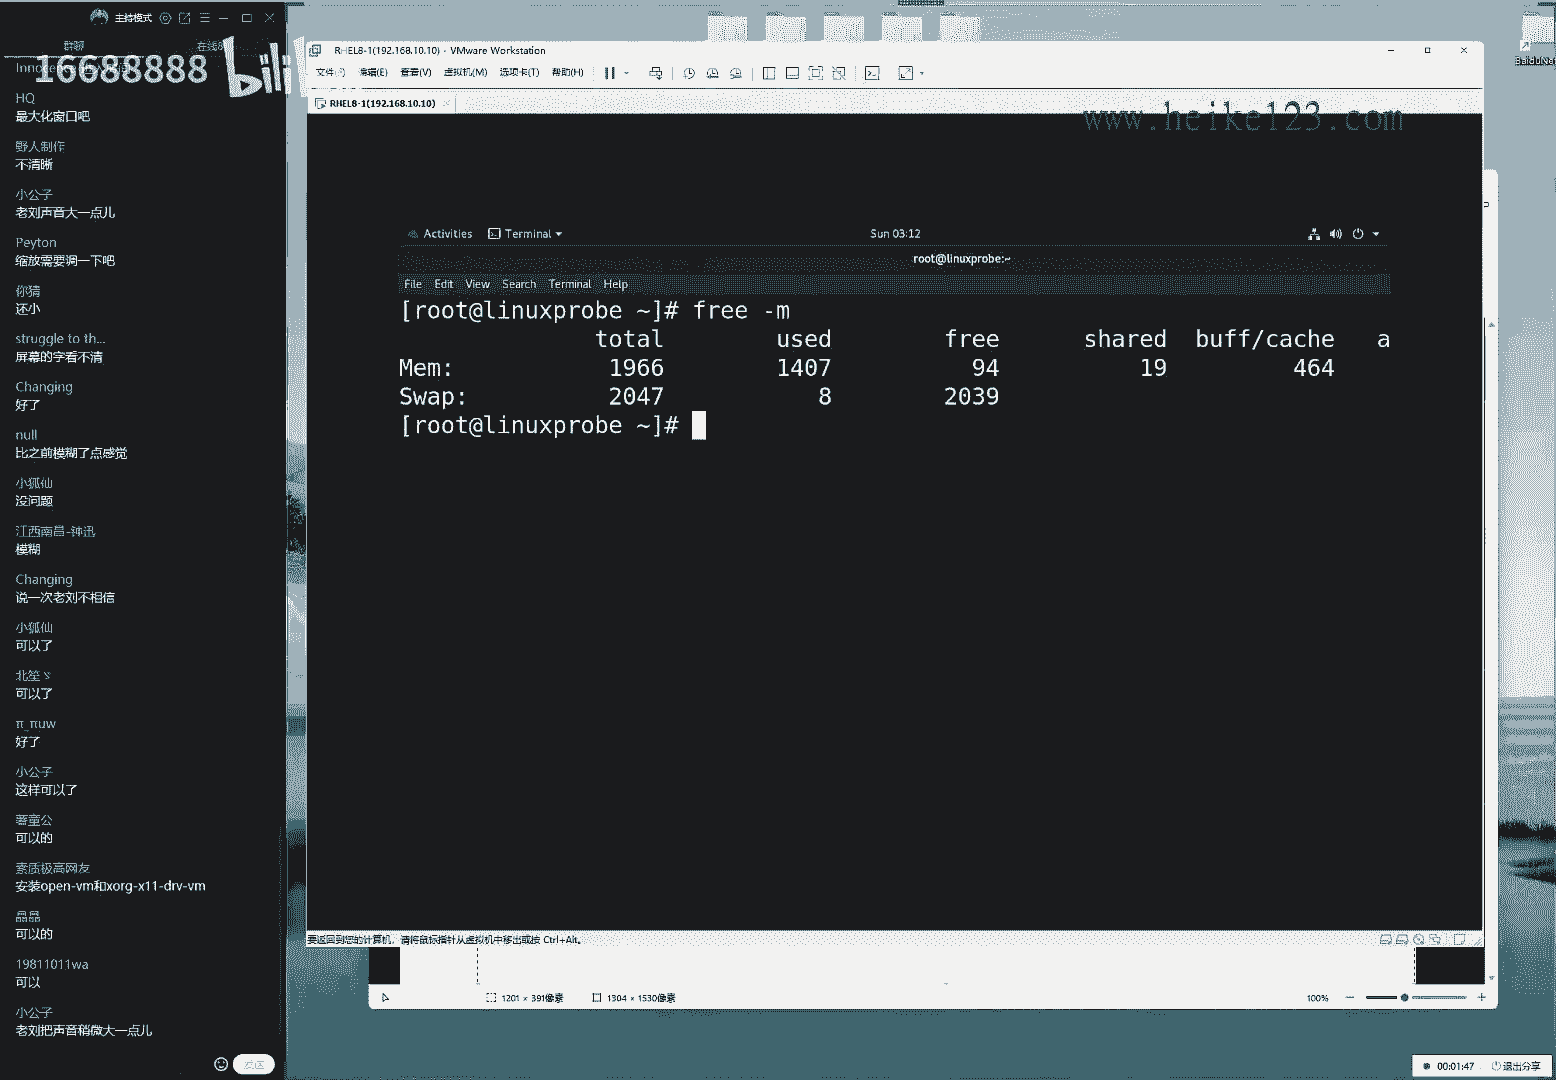 主持模式
群聊
在线8
16688888
bili
HQ
最大化窗口吧
野人制作
不清晰
小公子
老刘声音大一点儿
Peyton
缩放需要调一下吧
你猜
还小
struggle to th...
屏幕的字看不清
Changing
好了
null
比之前模糊了点感觉
小狐仙
没问题
江西南昌-钟迅
模糊
Changing
说一次老刘不相信
小狐仙
可以了
北笙ゞ
可以了
π_πuw
好了
小公子
这样可以了
可以的
素质极高网友
安装open-vm和xorg-x11-drv-vm
晶晶
可以的
19811011wa
可以
小公子
老刘把声音稍微大一点儿
发送
RHEL8-1(192.168.10.10) - VMware Workstation
文件(F) 编辑(E) 查看(V) 虚拟机(M) 选项卡(T) 帮助(H)
RHEL8-1(192.168.10.10)
www.heike123.com
Activities Terminal Sun 03:12
root@linuxprobe:~
File Edit View Search Terminal Help
[root@linuxprobe ~]# free -m
total used free shared buff/cache a
Mem: 1966 1407 94 19 464
Swap: 2047 8 2039
[root@linuxprobe ~]#
要返回到您的计算机，请将鼠标指针从虚拟机中移出或按 Ctrl+Alt。
1201 × 391像素 1304 × 1530像素 100%
BaiduNe
00:01:47 退出分享